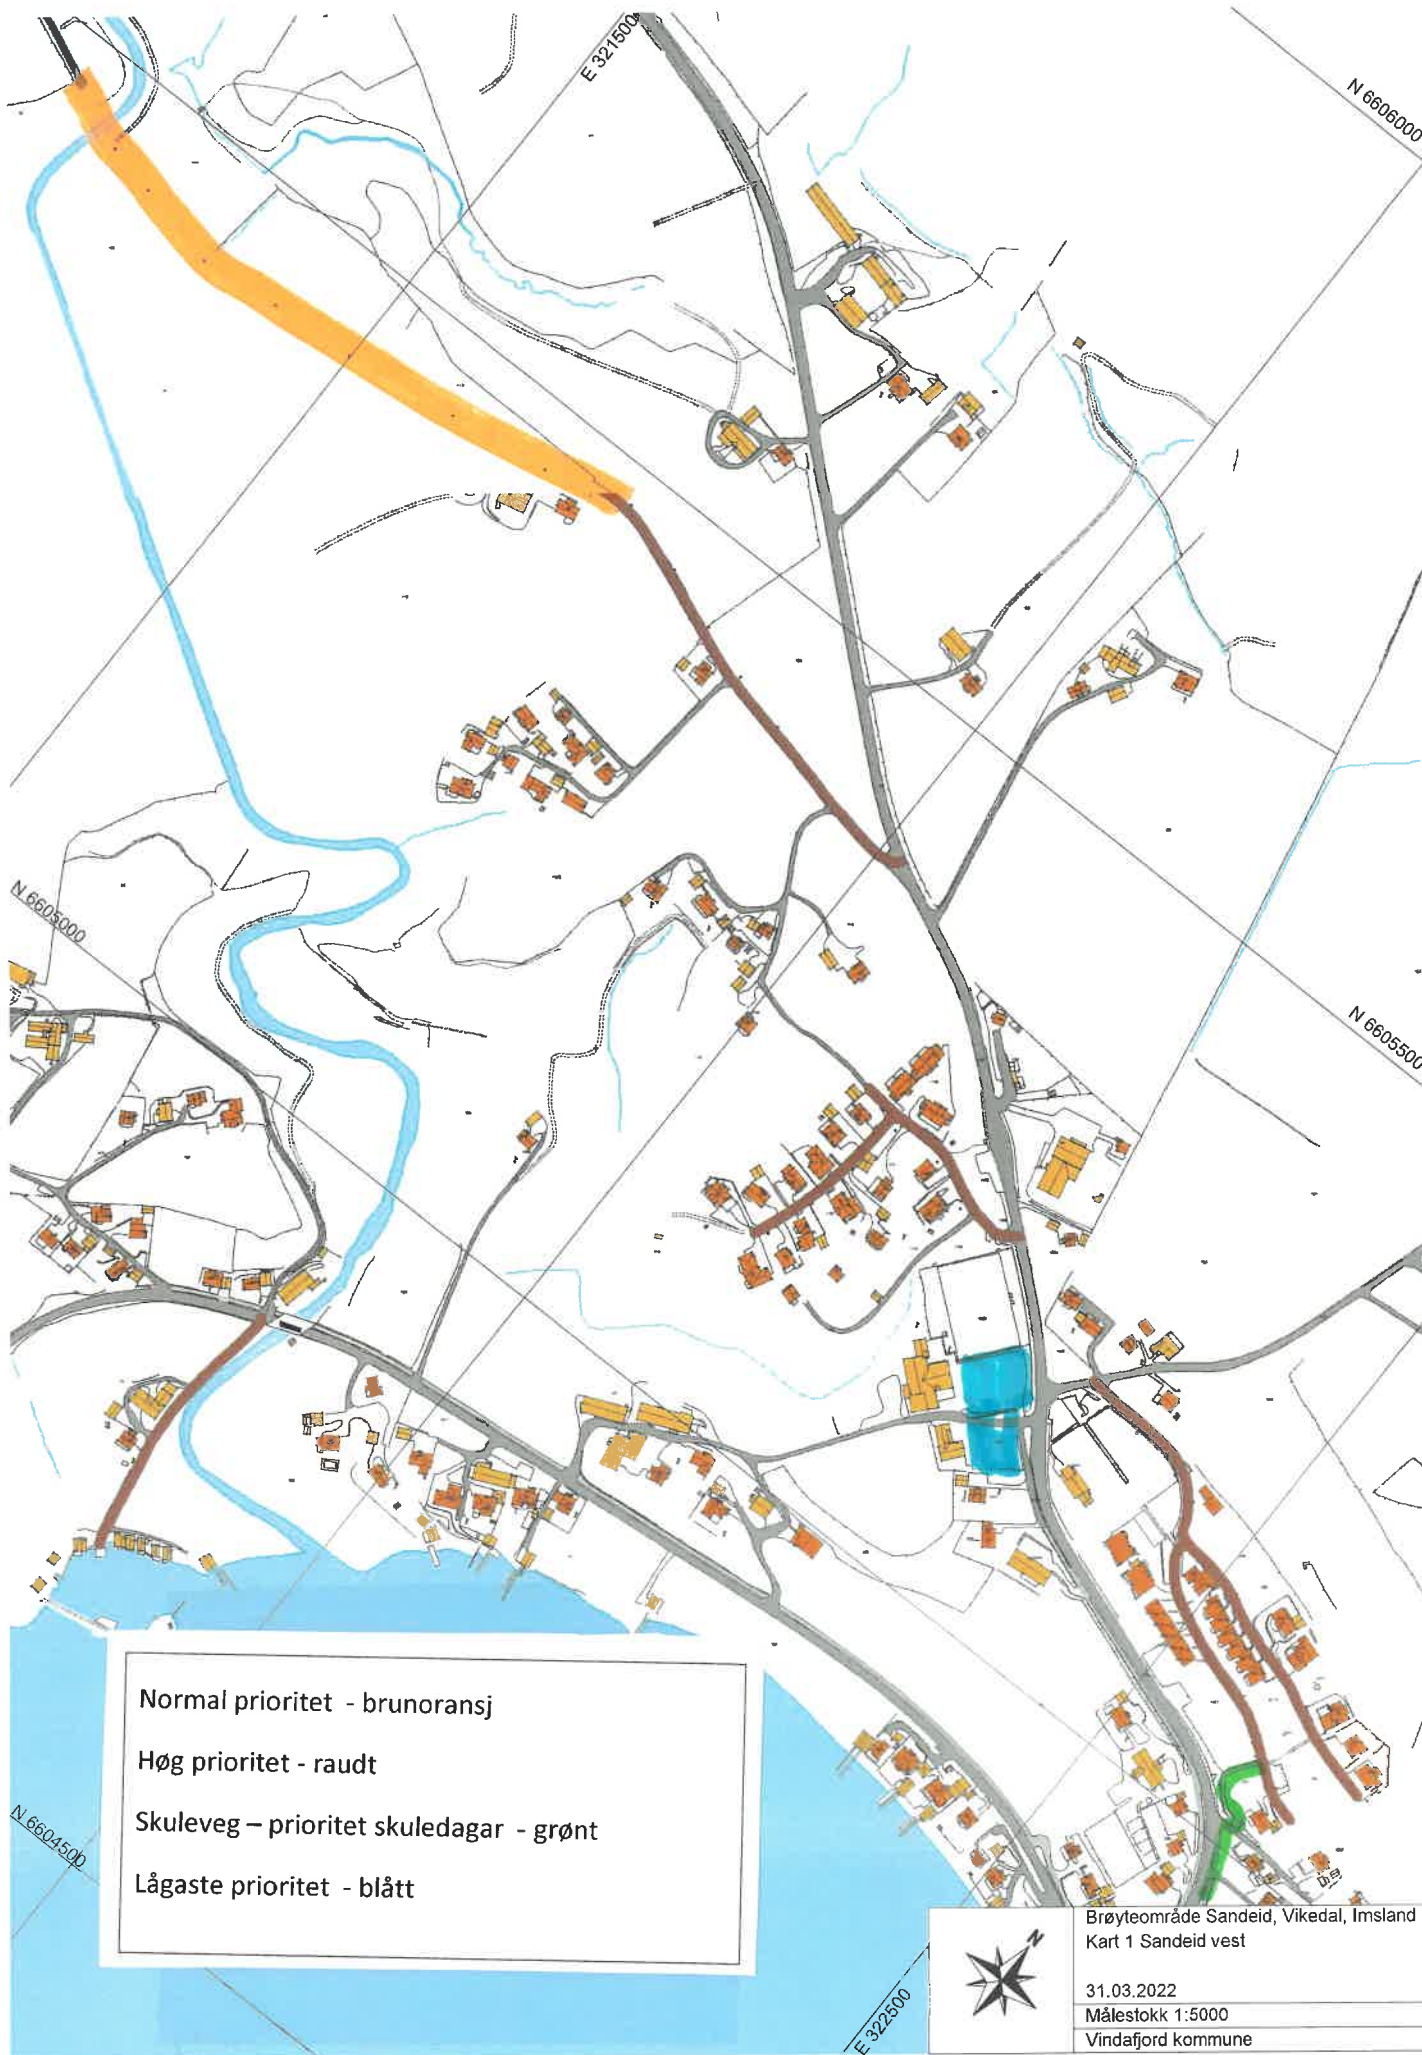 E 321500
N 6606000
N 6605000
N 6605500
Normal prioritet - brunoransj
Høg prioritet - raudt
Skuleveg – prioritet skuledagar - grønt
Lågaste prioritet - blått
N 6604500
E 322500
N
Brøyteområde Sandeid, Vikedal, Imsland
Kart 1 Sandeid vest
31.03.2022
Målestokk 1:5000
Vindafjord kommune